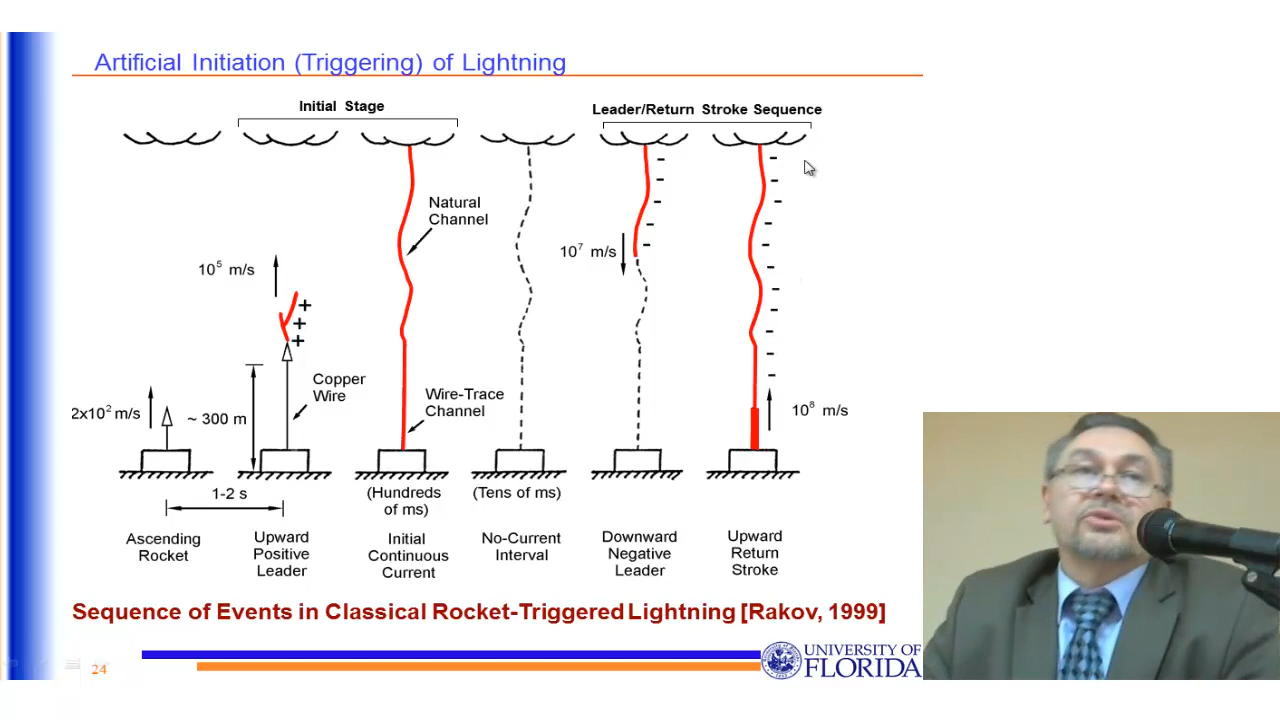 Artificial Initiation (Triggering) of Lightning
Initial Stage
Leader/Return Stroke Sequence
Natural
Channel
10⁷ m/s
10⁵ m/s
+
+
+
Copper
Wire
Wire-Trace
Channel
2x10² m/s
~ 300 m
10⁸ m/s
1-2 s
(Hundreds
of ms)
(Tens of ms)
Ascending
Rocket
Upward
Positive
Leader
Initial
Continuous
Current
No-Current
Interval
Downward
Negative
Leader
Upward
Return
Stroke
Sequence of Events in Classical Rocket-Triggered Lightning [Rakov, 1999]
24
UNIVERSITY OF
FLORIDA